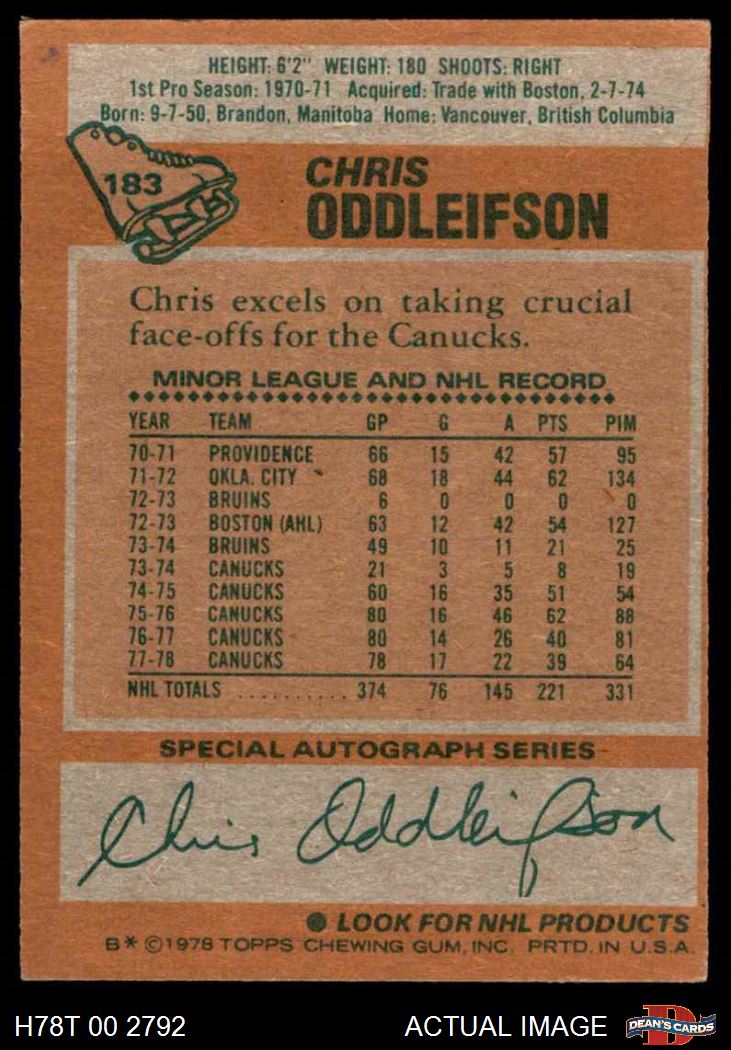 HEIGHT: 6'2" WEIGHT: 180 SHOOTS: RIGHT
1st Pro Season: 1970-71 Acquired: Trade with Boston, 2-7-74
Born: 9-7-50, Brandon, Manitoba Home: Vancouver, British Columbia
183
CHRIS
ODDLEIFSON
Chris excels on taking crucial
face-offs for the Canucks.
MINOR LEAGUE AND NHL RECORD
YEAR TEAM GP G A PTS PIM
70-71 PROVIDENCE 66 15 42 57 95
71-72 OKLA. CITY 68 18 44 62 134
72-73 BRUINS 6 0 0 0 0
72-73 BOSTON (AHL) 63 12 42 54 127
73-74 BRUINS 49 10 11 21 25
73-74 CANUCKS 21 3 5 8 19
74-75 CANUCKS 60 16 35 51 54
75-76 CANUCKS 80 16 46 62 88
76-77 CANUCKS 80 14 26 40 81
77-78 CANUCKS 78 17 22 39 64
NHL TOTALS .......... 374 76 145 221 331
SPECIAL AUTOGRAPH SERIES
Chris Oddleifson
● LOOK FOR NHL PRODUCTS
B* ©1978 TOPPS CHEWING GUM, INC. PRTD. IN U.S.A.
H78T 00 2792 ACTUAL IMAGE D DEAN'S CARDS